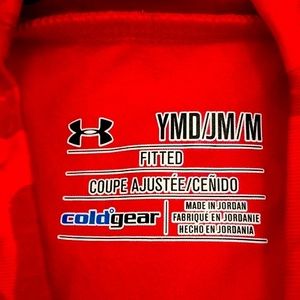 YMD/JM/M
FITTED
COUPE AJUSTÉE/CEÑIDO
coldgear
MADE IN JORDAN
FABRIQUÉ EN JORDANIE
HECHO EN JORDANIA